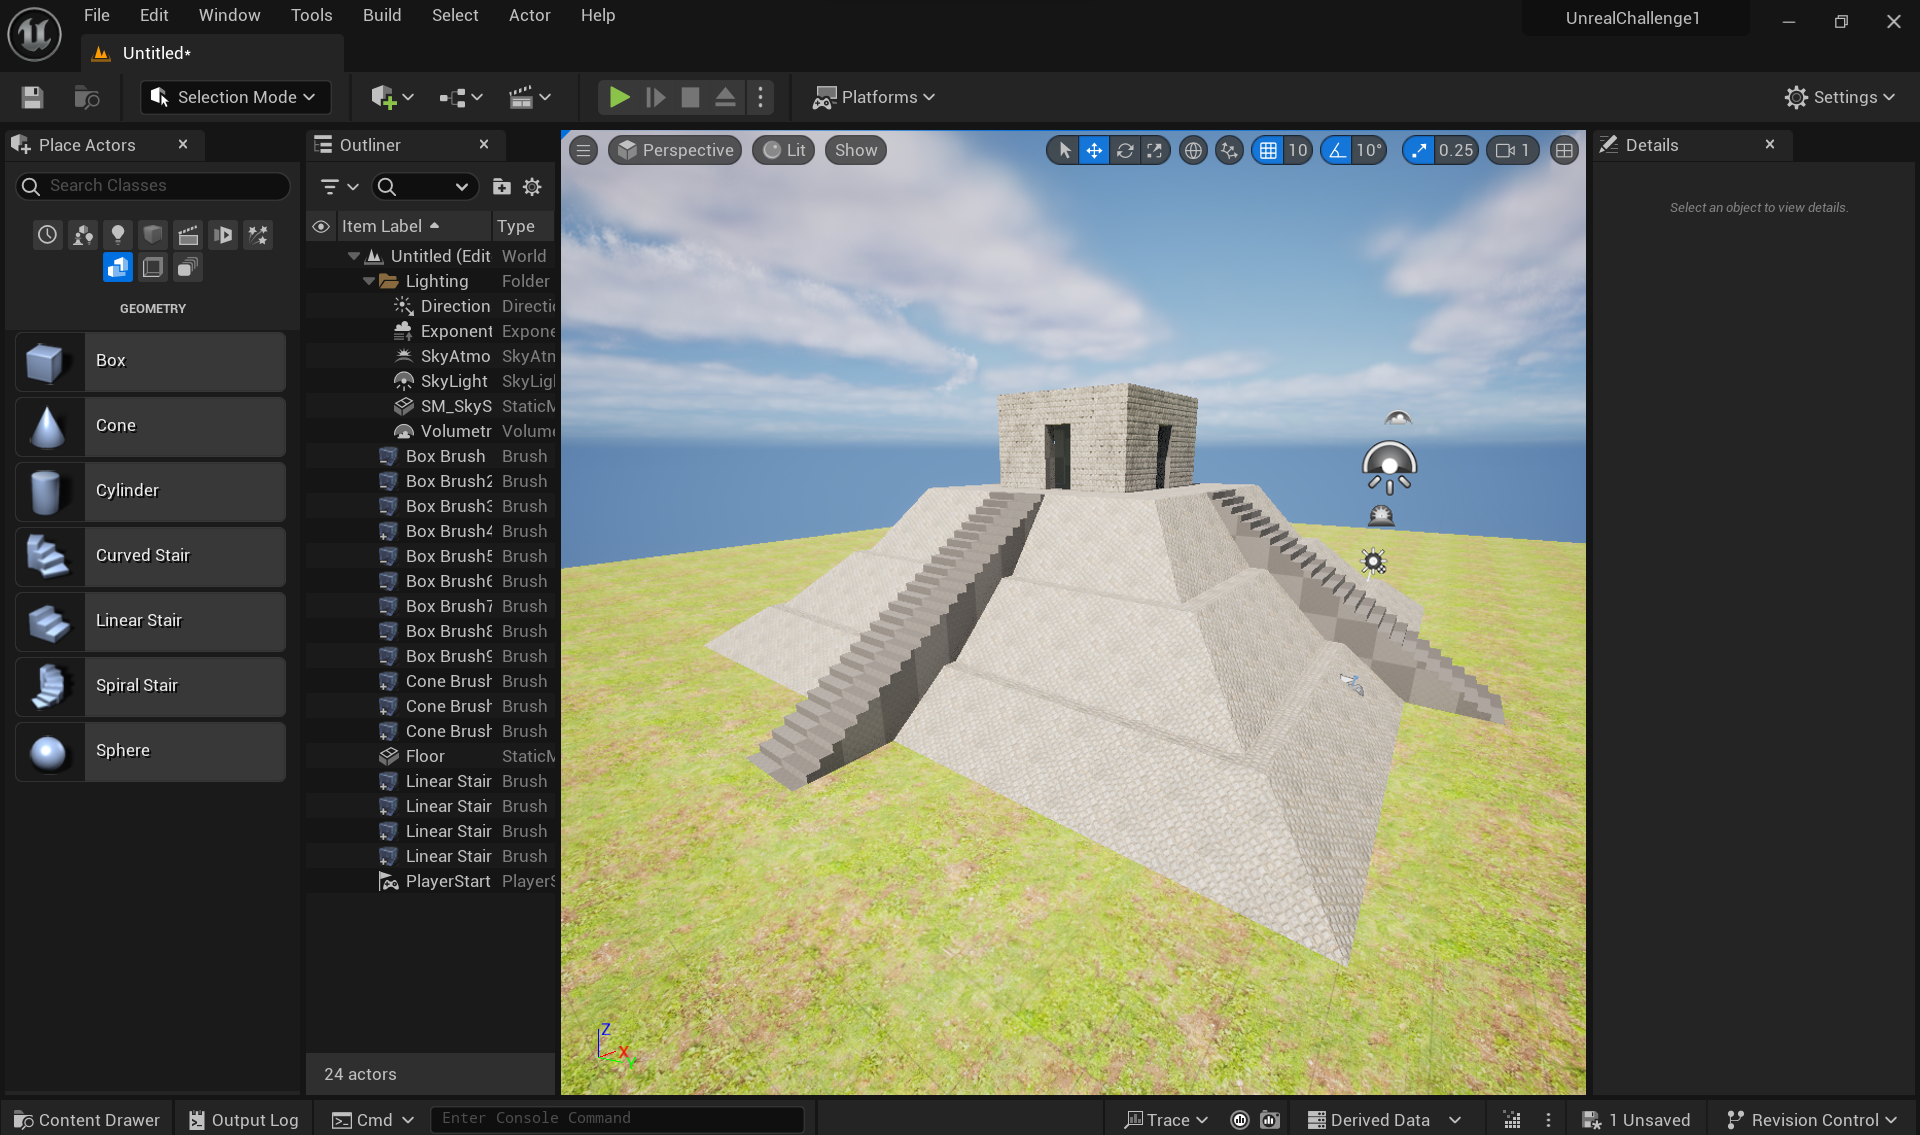 File Edit Window Tools Build Select Actor Help
UnrealChallenge1
Untitled*
Selection Mode
Platforms
Settings
Place Actors
Search Classes
GEOMETRY
Box
Cone
Cylinder
Curved Stair
Linear Stair
Spiral Stair
Sphere
Outliner
Item Label Type
Untitled (Edit World
Lighting Folder
Direction Directi
Exponent Expone
SkyAtmo SkyAtm
SkyLight SkyLigh
SM_SkyS StaticM
Volumetr Volume
Box Brush Brush
Box Brush2 Brush
Box Brush3 Brush
Box Brush4 Brush
Box Brush5 Brush
Box Brush6 Brush
Box Brush7 Brush
Box Brush8 Brush
Box Brush9 Brush
Cone Brush Brush
Cone Brush Brush
Cone Brush Brush
Floor StaticM
Linear Stair Brush
Linear Stair Brush
Linear Stair Brush
Linear Stair Brush
PlayerStart PlayerS
24 actors
Perspective Lit Show
10 10° 0.25 1
Z
X
Y
Details
Select an object to view details.
Content Drawer Output Log Cmd Enter Console Command Trace Derived Data 1 Unsaved Revision Control